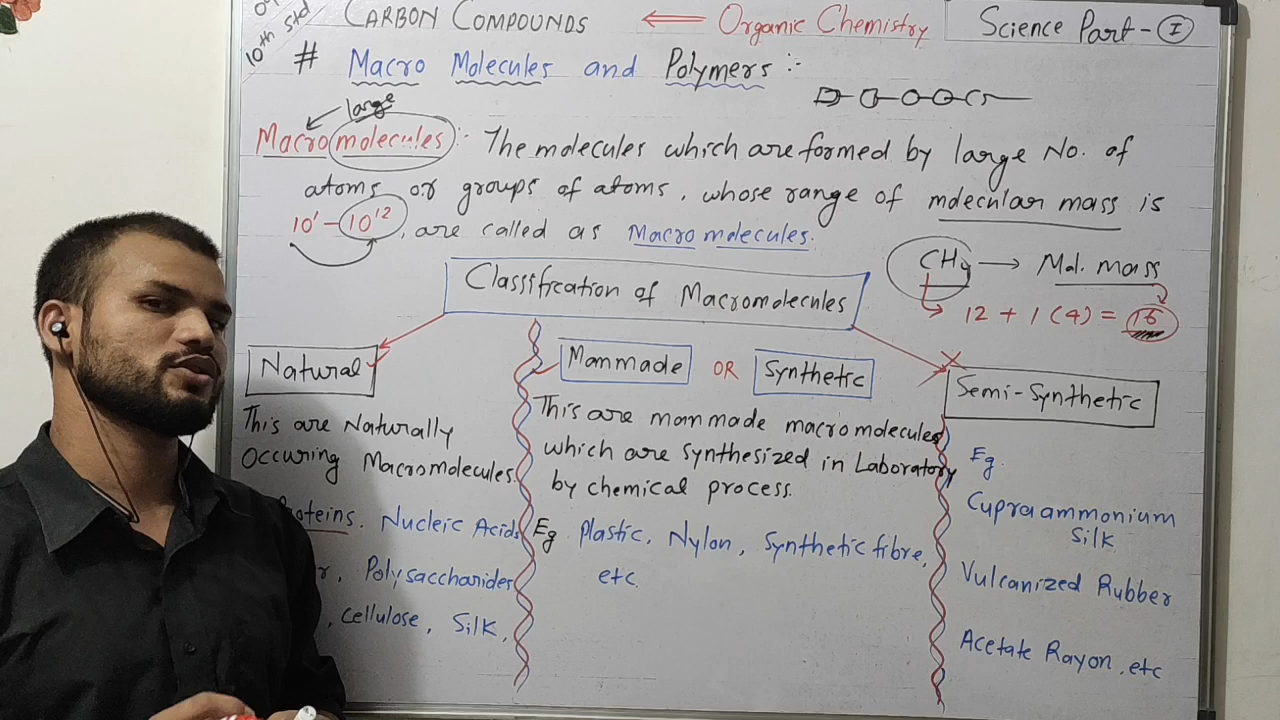 10th std
CARBON COMPOUNDS ← Organic Chemistry
Science Part - I
# Macro Molecules and Polymers :-
large
Macromolecules :- The molecules which are formed by large No. of
atoms or groups of atoms, whose range of molecular mass is
10¹ - 10¹², are called as Macromolecules.
CH4 → Mol. mass
12 + 1 (4) = 16
Classification of Macromolecules
Natural
This are Naturally
Occuring Macromolecules.
Proteins, Nucleic Acids
Polysaccharides
, cellulose, Silk,
Manmade OR Synthetic
This are manmade macromolecules
which are synthesized in Laboratory
by chemical process.
Eg Plastic, Nylon, Synthetic fibre,
etc.
Semi-Synthetic
Eg.
Cupraammonium
Silk
Vulcanized Rubber
Acetate Rayon, etc